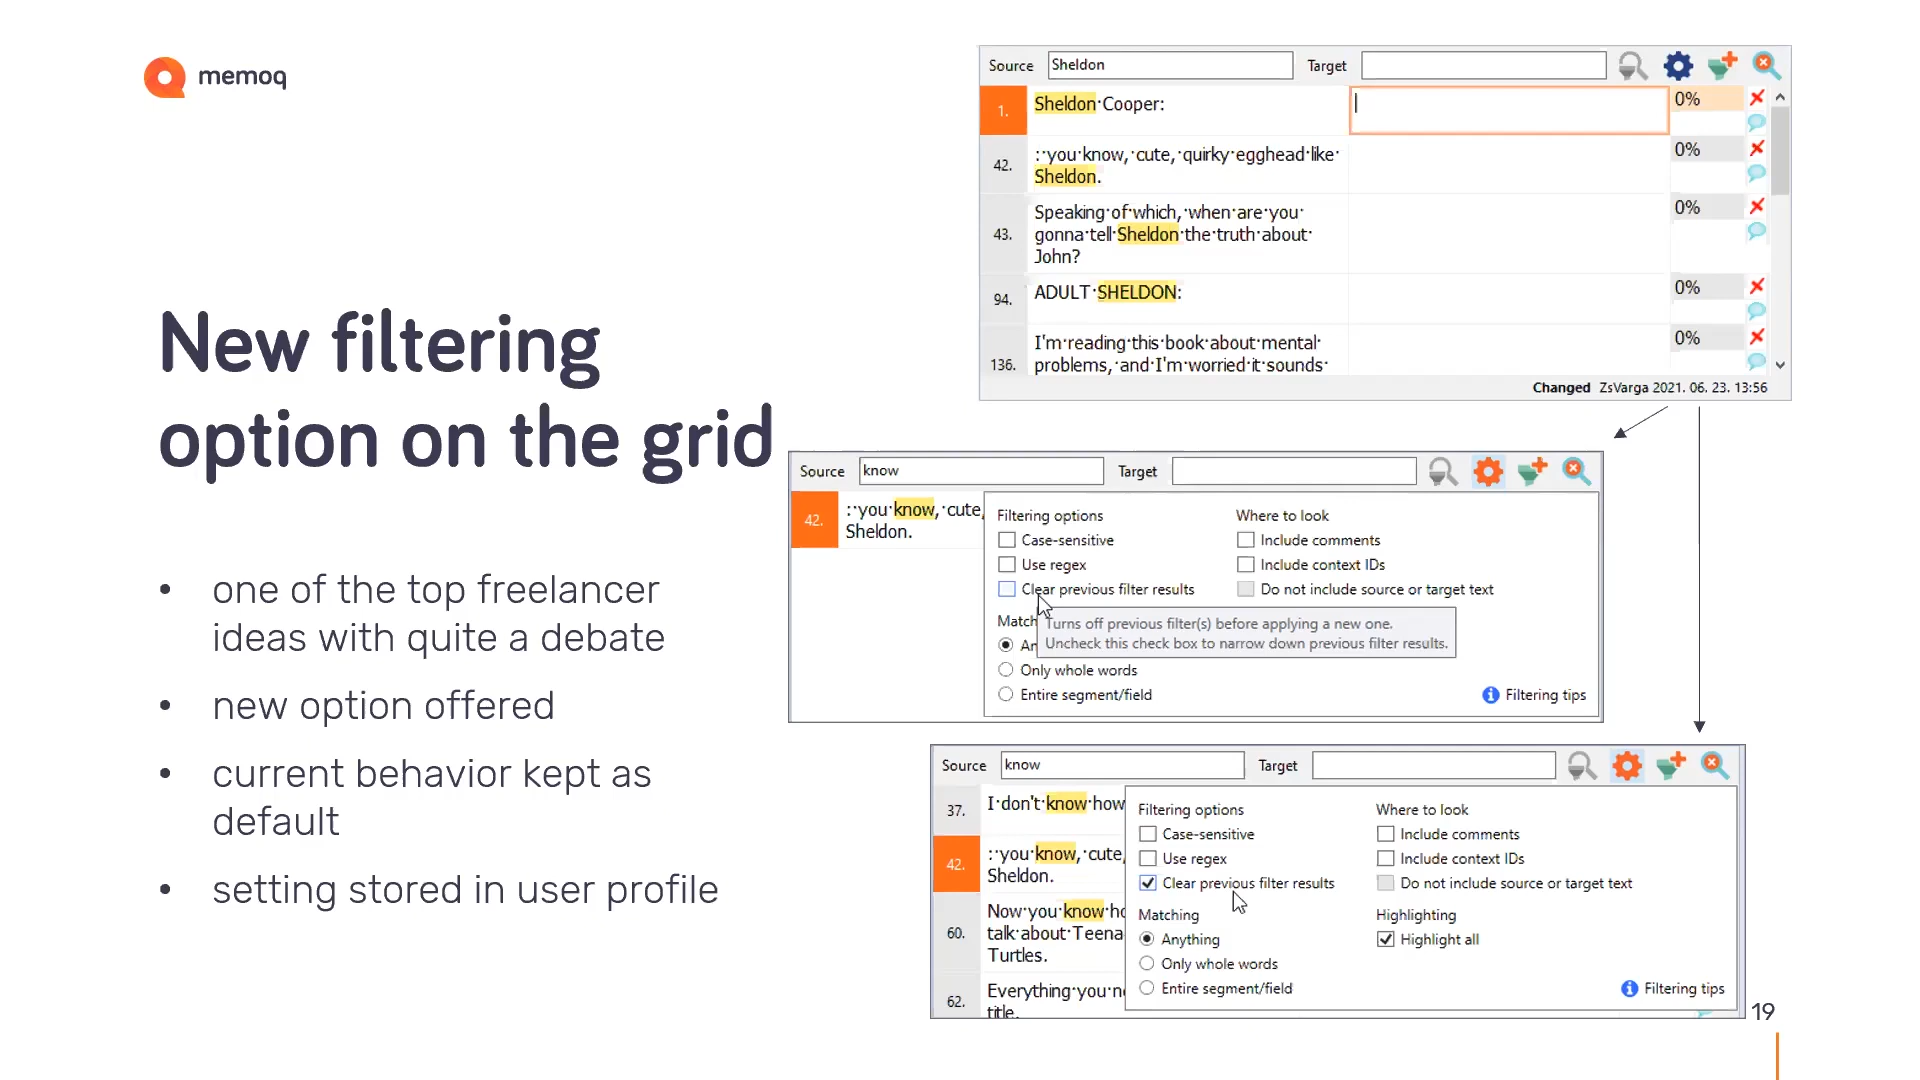 memoq
New filtering
option on the grid
• one of the top freelancer
ideas with quite a debate
• new option offered
• current behavior kept as
default
• setting stored in user profile
Source Sheldon Target
1. Sheldon·Cooper: 0%
42. :·you·know,·cute,·quirky·egghead·like·
Sheldon. 0%
43. Speaking·of·which,·when·are·you·
gonna·tell·Sheldon·the·truth·about·
John? 0%
94. ADULT·SHELDON: 0%
136. I'm·reading·this·book·about·mental·
problems,·and·I'm·worried·it·sounds· 0%
Changed ZsVarga 2021. 06. 23. 13:56
Source know Target
42. :·you·know,·cute,
Sheldon.
Filtering options Where to look
Case-sensitive Include comments
Use regex Include context IDs
Clear previous filter results Do not include source or target text
Turns off previous filter(s) before applying a new one.
Uncheck this check box to narrow down previous filter results.
Only whole words
Entire segment/field Filtering tips
Source know Target
37. I·don't·know·how
42. :·you·know,·cute,
Sheldon.
60. Now·you·know·
talk·about·
Turtles.
62. Everything·you·
title.
Filtering options Where to look
Case-sensitive Include comments
Use regex Include context IDs
Clear previous filter results Do not include source or target text
Matching Highlighting
Anything Highlight all
Only whole words
Entire segment/field Filtering tips
19